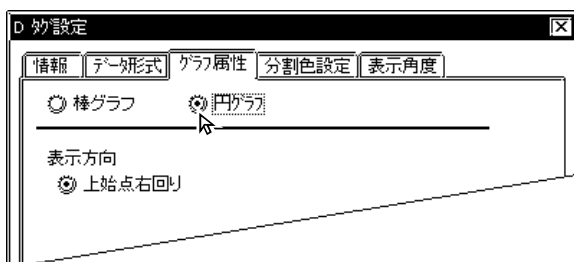 D ﾀｸﾞ設定
情報 ﾃﾞｰﾀ形式 ｸﾞﾗﾌ属性 分割色設定 表示角度
棒グラフ 円ｸﾞﾗﾌ
表示方向
上始点右回り